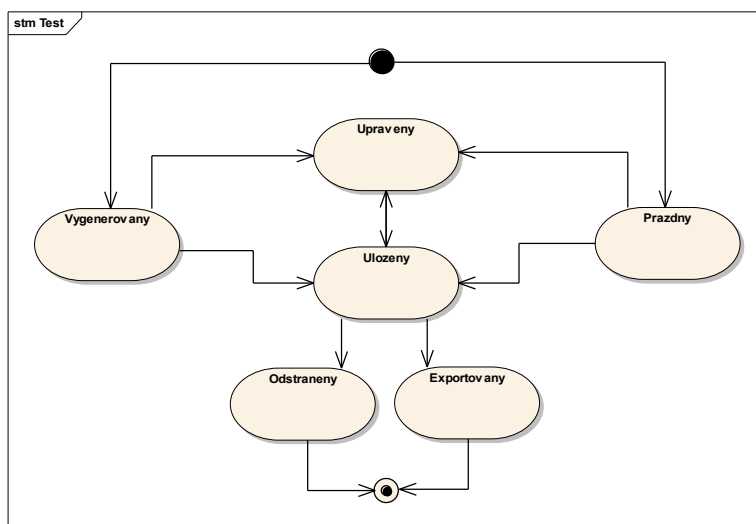 stm Test
Upraveny
Vygenerovany
Prazdny
Ulozeny
Odstraneny
Exportovany